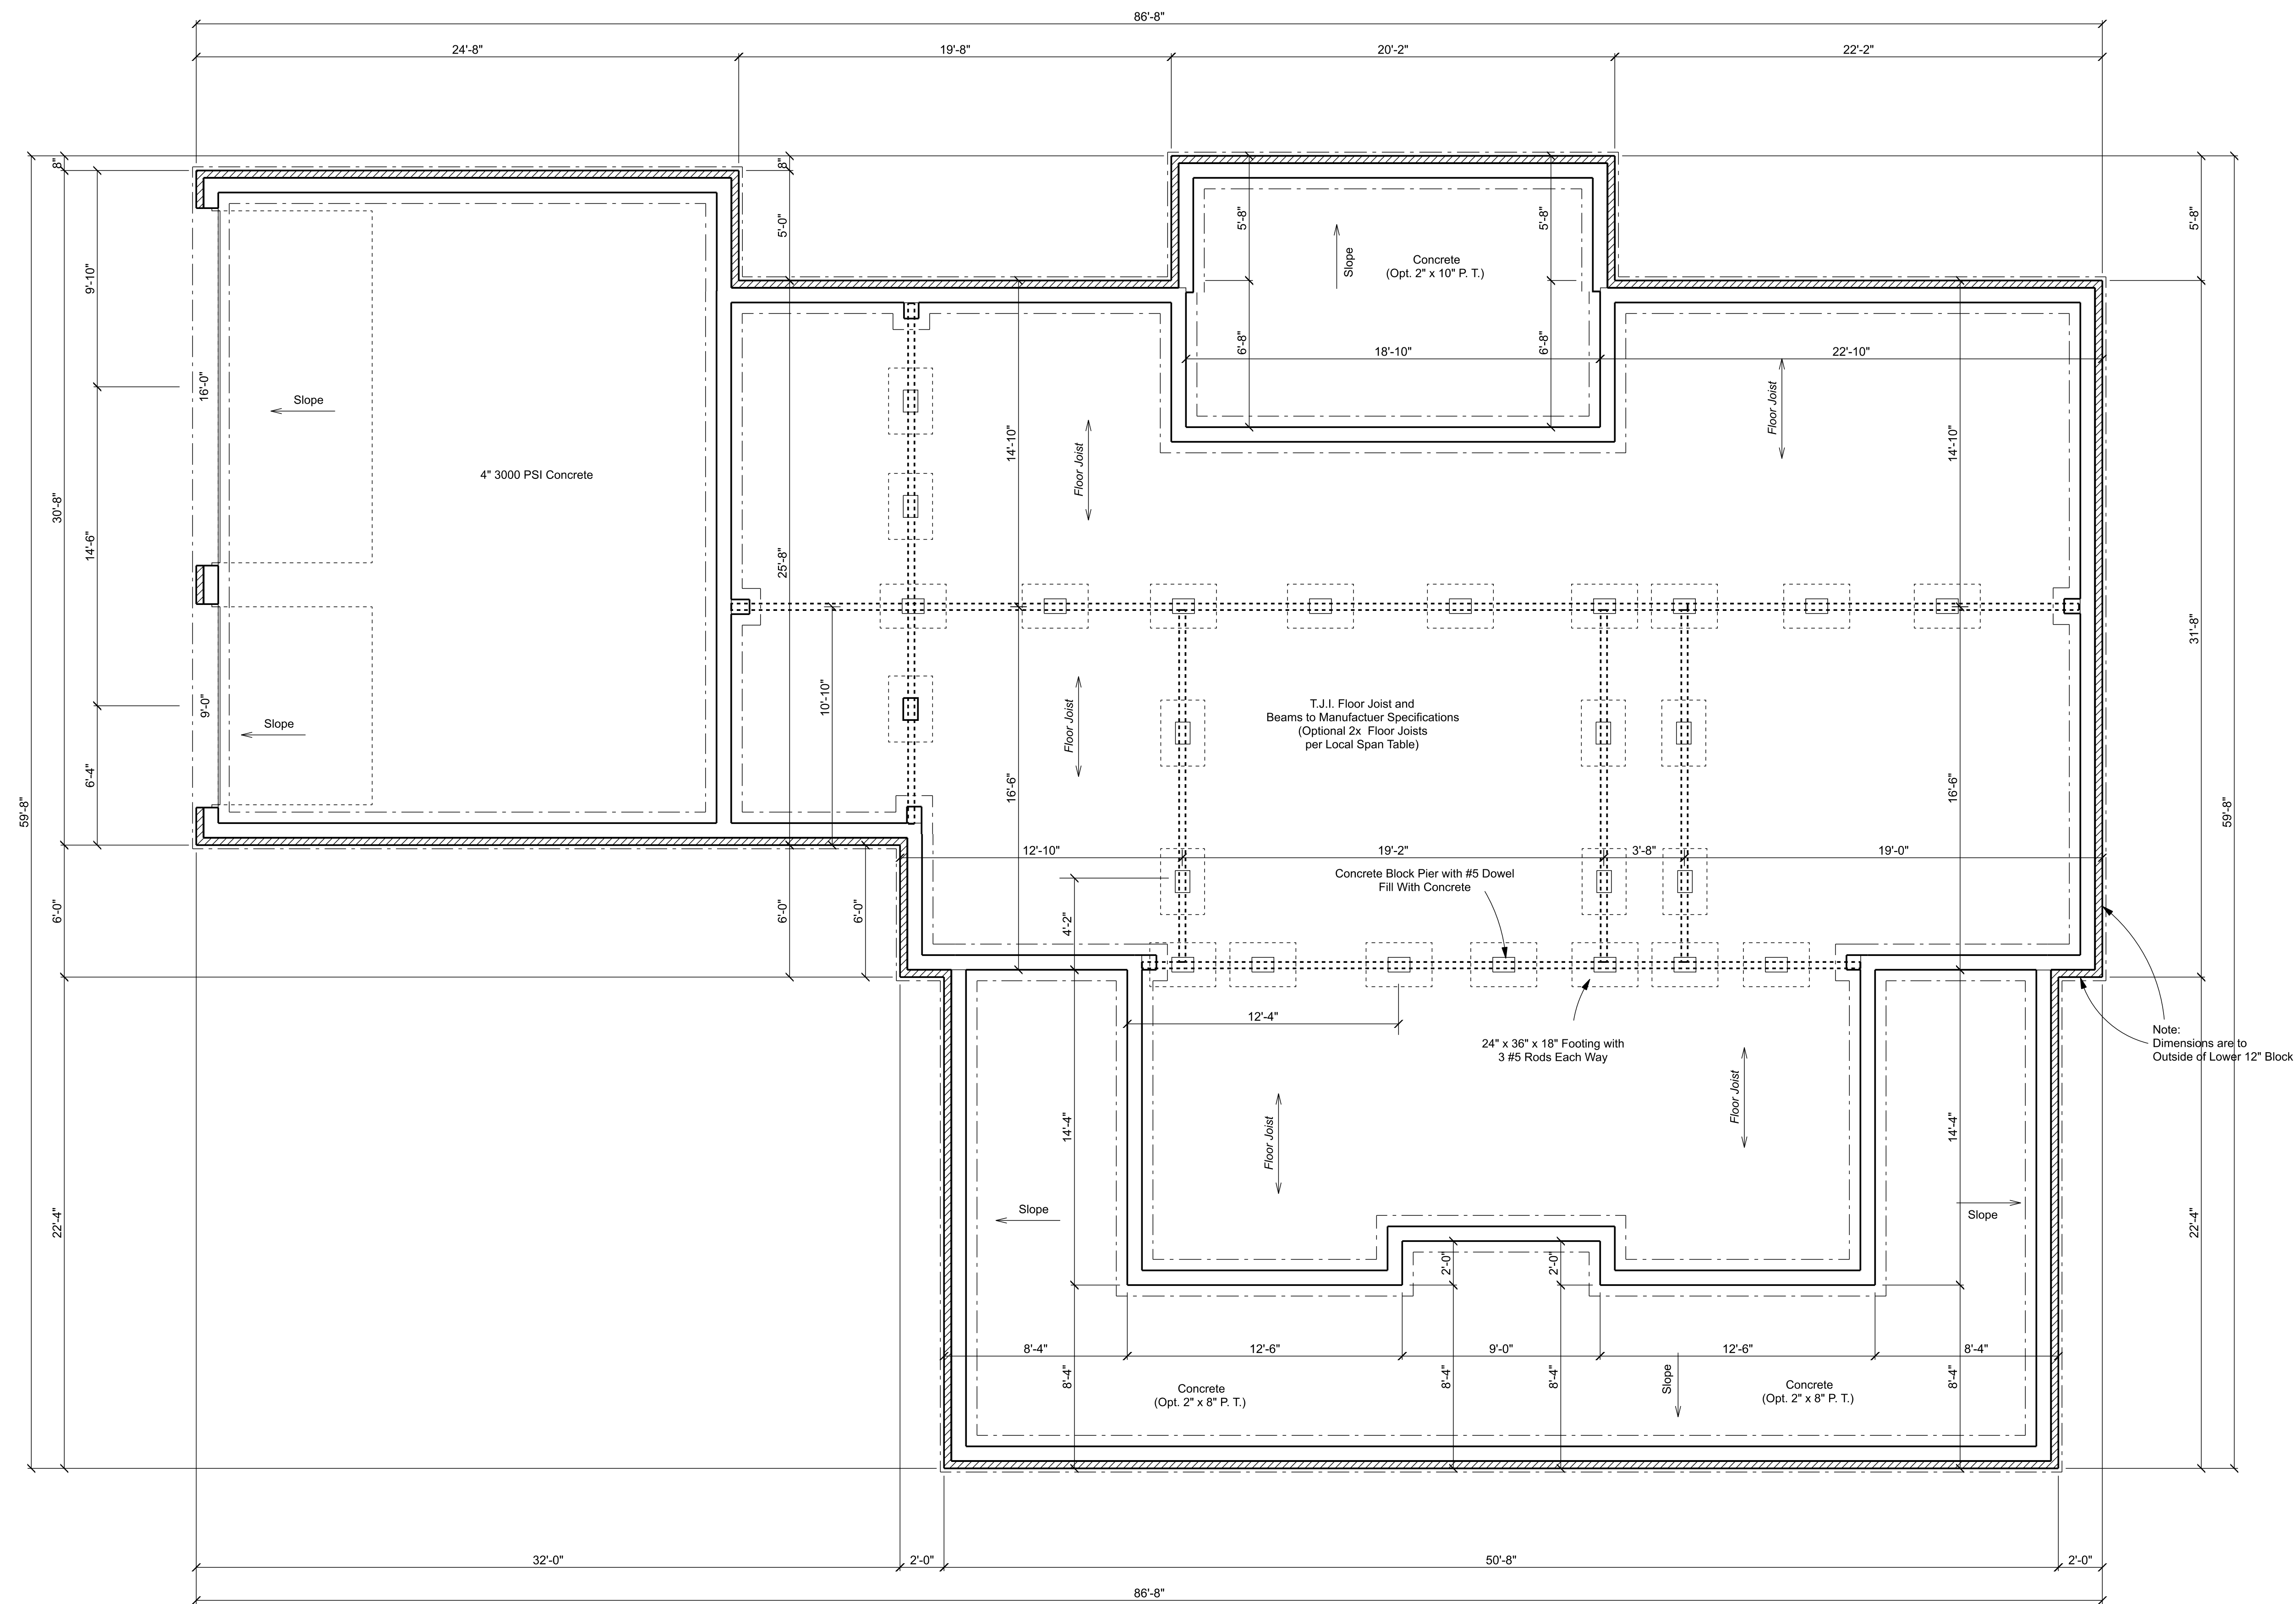 86'-8"
24'-8"
19'-8"
20'-2"
22'-2"
8"
8"
5'-0"
5'-8"
5'-8"
5'-8"
9'-10"
Slope
Concrete
(Opt. 2" x 10" P. T.)
6'-8"
6'-8"
18'-10"
22'-10"
16'-0"
Slope
Floor Joist
Floor Joist
14'-10"
14'-10"
4" 3000 PSI Concrete
30'-8"
14'-6"
25'-8"
31'-8"
9'-0"
Slope
10'-10"
Floor Joist
T.J.I. Floor Joist and
Beams to Manufactuer Specifications
(Optional 2x Floor Joists
per Local Span Table)
6'-4"
16'-6"
16'-6"
59'-8"
59'-8"
12'-10"
19'-2"
3'-8"
19'-0"
Concrete Block Pier with #5 Dowel
Fill With Concrete
6'-0"
6'-0"
6'-0"
4'-2"
12'-4"
24" x 36" x 18" Footing with
3 #5 Rods Each Way
Note:
Dimensions are to
Outside of Lower 12" Block
Floor Joist
Floor Joist
14'-4"
14'-4"
Slope
Slope
22'-4"
22'-4"
2'-0"
2'-0"
8'-4"
12'-6"
9'-0"
12'-6"
8'-4"
8'-4"
8'-4"
8'-4"
8'-4"
Slope
Concrete
(Opt. 2" x 8" P. T.)
Concrete
(Opt. 2" x 8" P. T.)
32'-0"
2'-0"
50'-8"
2'-0"
86'-8"